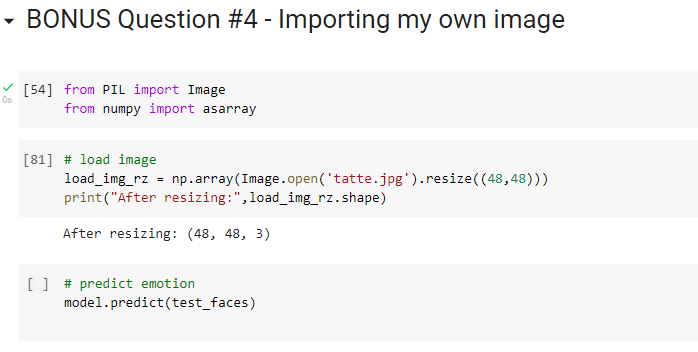 BONUS Question #4 - Importing my own image
[54] from PIL import Image
from numpy import asarray
0s
[81] # load image
load_img_rz = np.array(Image.open('tatte.jpg').resize((48,48)))
print("After resizing:",load_img_rz.shape)
After resizing: (48, 48, 3)
[ ] # predict emotion
model.predict(test_faces)